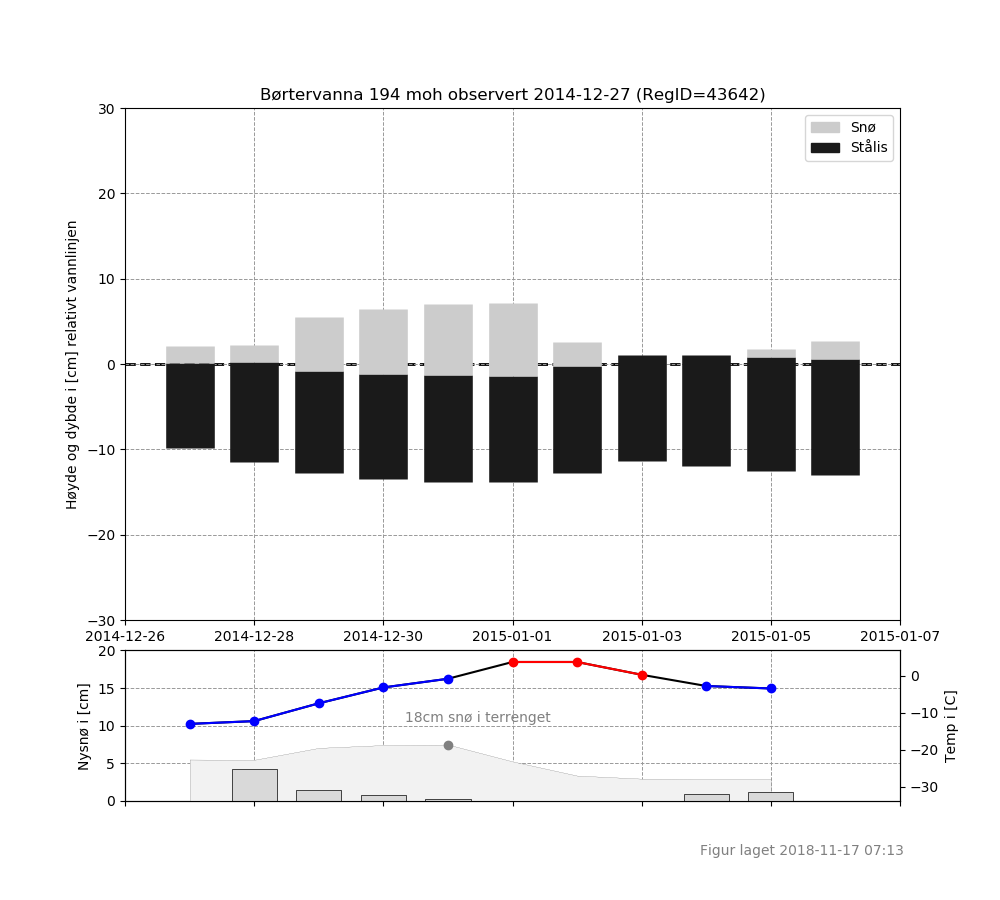 Børtervanna 194 moh observert 2014-12-27 (RegID=43642)
Snø
Stålis
Høyde og dybde i [cm] relativt vannlinjen
30
20
10
0
−10
−20
−30
2014-12-26
2014-12-28
2014-12-30
2015-01-01
2015-01-03
2015-01-05
2015-01-07
Nysnø i [cm]
20
15
10
5
0
18cm snø i terrenget
0
−10
−20
−30
Temp i [C]
Figur laget 2018-11-17 07:13